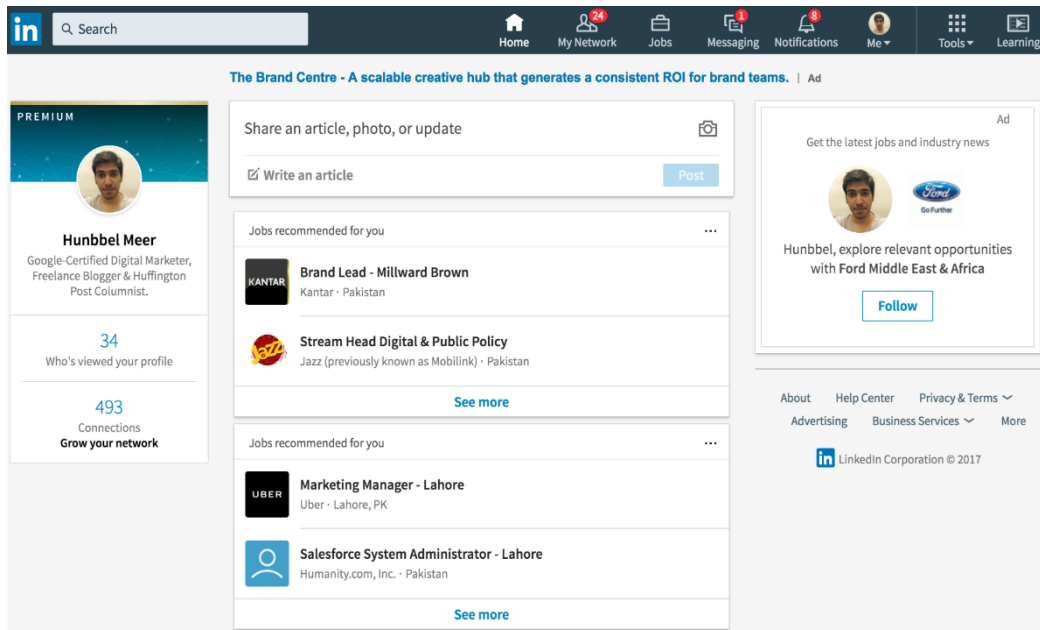 in
Search
Home
24
My Network
Jobs
1
Messaging
8
Notifications
Me
Tools
Learning
The Brand Centre - A scalable creative hub that generates a consistent ROI for brand teams. | Ad
PREMIUM
Hunbbel Meer
Google-Certified Digital Marketer,
Freelance Blogger & Huffington
Post Columnist.
34
Who's viewed your profile
493
Connections
Grow your network
Share an article, photo, or update
Write an article
Post
Jobs recommended for you
KANTAR
Brand Lead - Millward Brown
Kantar · Pakistan
Jazz
Stream Head Digital & Public Policy
Jazz (previously known as Mobilink) · Pakistan
See more
Jobs recommended for you
UBER
Marketing Manager - Lahore
Uber · Lahore, PK
Salesforce System Administrator - Lahore
Humanity.com, Inc. · Pakistan
See more
Ad
Get the latest jobs and industry news
Ford
Go Further
Hunbbel, explore relevant opportunities
with Ford Middle East & Africa
Follow
About Help Center Privacy & Terms
Advertising Business Services More
in LinkedIn Corporation © 2017